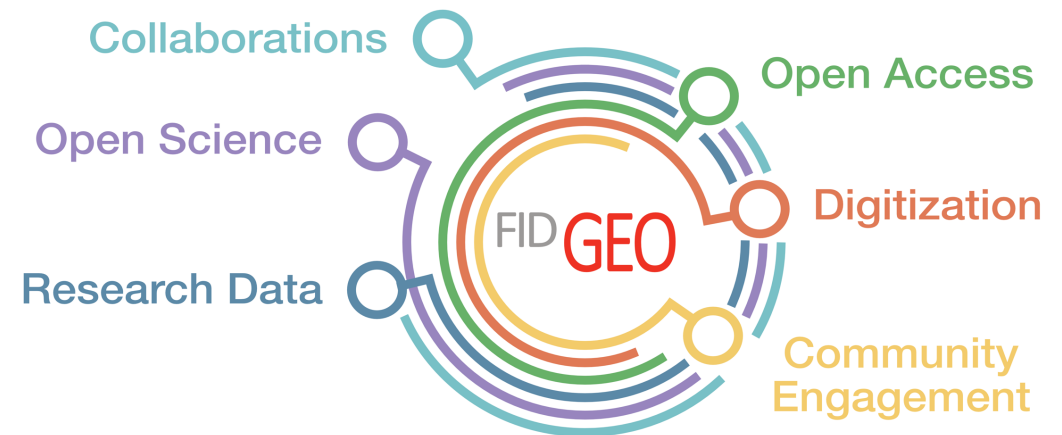 Collaborations
Open Access
Open Science
Digitization
FID GEO
Research Data
Community
Engagement